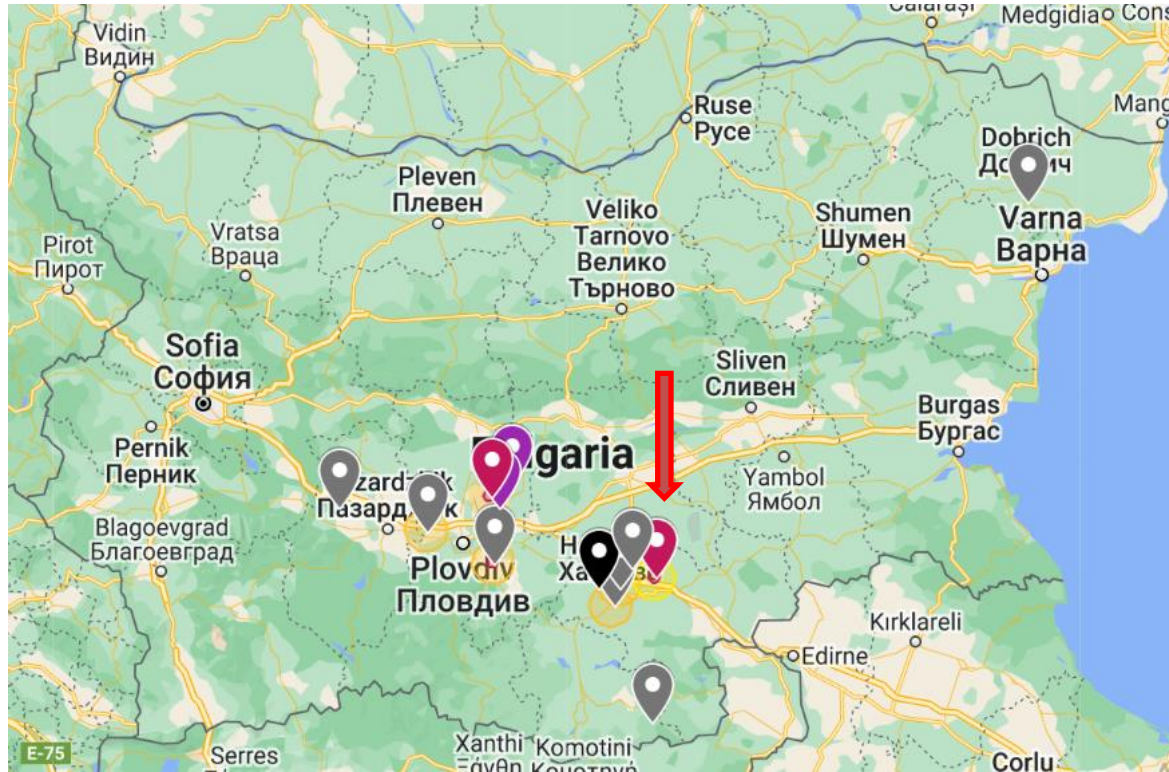 Călărași
Medgidia
Vidin
Видин
Ruse
Русе
Dobrich
Pleven
Плевен
Veliko
Tarnovo
Велико
Търново
Shumen
Шумен
Varna
Варна
Pirot
Пирот
Vratsa
Враца
Sofia
София
Sliven
Сливен
Burgas
Бургас
Pernik
Перник
Yambol
Ямбол
Blagoevgrad
Благоевград
Plovdiv
Пловдив
Kırklareli
Edirne
E-75
Serres
Xanthi
Komotini
Corlu